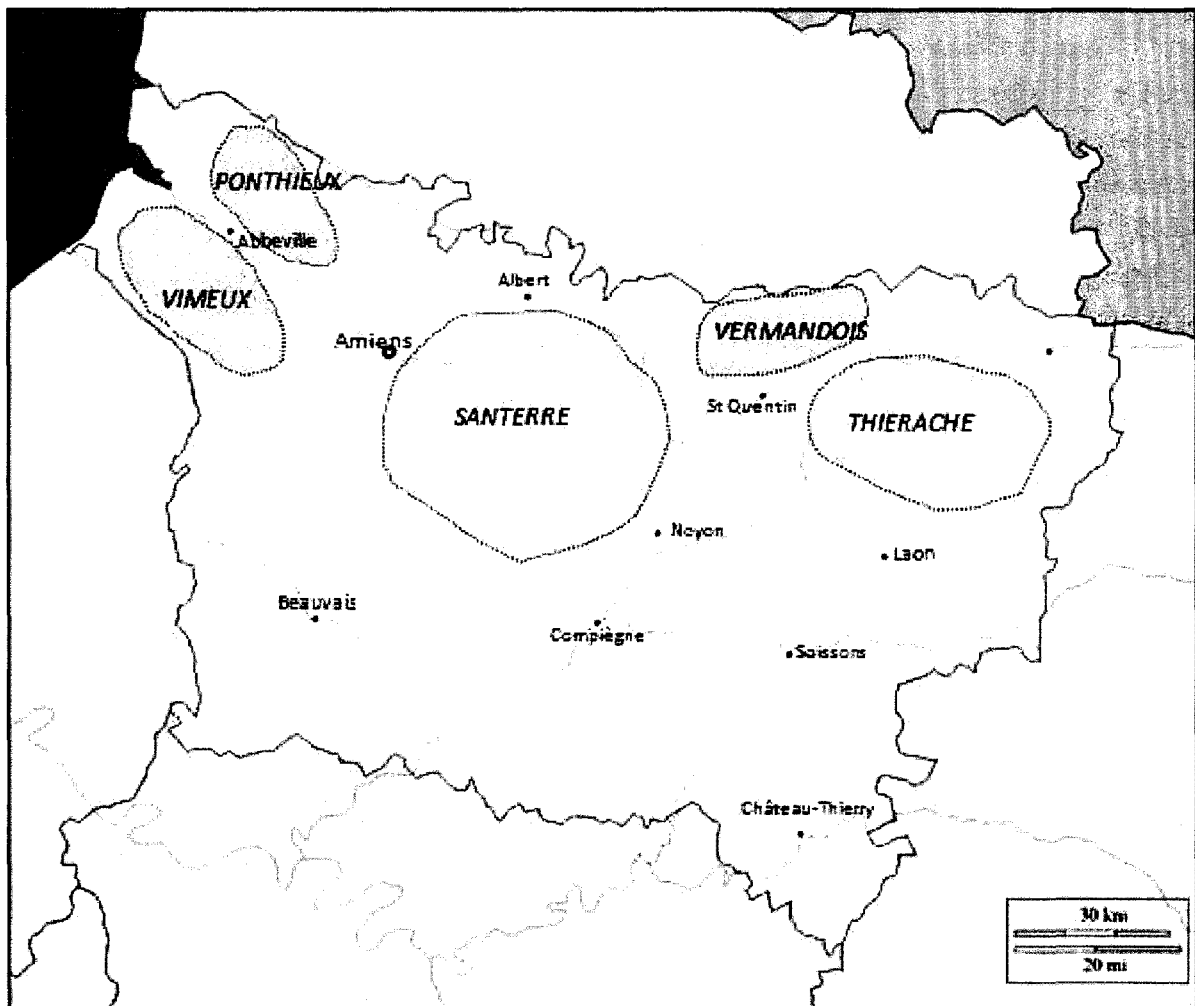 PONTHIEUX
Abbeville
VIMEUX
Albert
Amiens
VERMANDOIS
SANTERRE
St Quentin
THIERACHE
Noyon
Laon
Beauvais
Compiègne
Soissons
Château-Thierry
30 km
20 mi